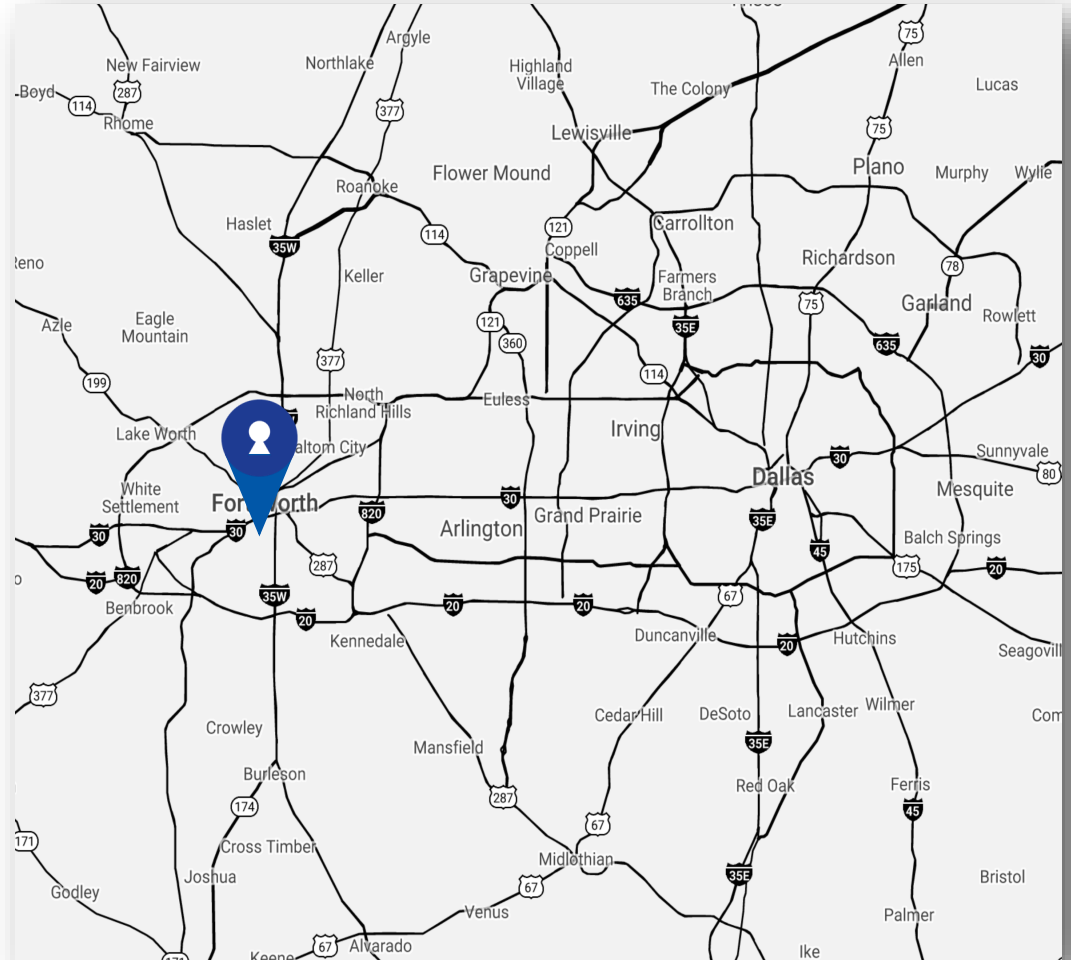 Argyle
75
New Fairview
Northlake
Highland
Village
Allen
Boyd
114
287
377
The Colony
Lucas
Rhome
Lewisville
75
Plano
Flower Mound
Murphy
Wylie
Roanoke
Haslet
35W
114
121
Carrollton
Coppell
Richardson
78
Keller
Grapevine
Farmers
Branch
635
75
Garland
Rowlett
Azle
Eagle
Mountain
121
360
35E
635
30
377
199
114
North
Richland Hills
Euless
Irving
Lake Worth
altom City
30
Sunnyvale
80
Dallas
White
Settlement
Fort Worth
30
Mesquite
820
Arlington
Grand Prairie
35E
30
30
45
Balch Springs
287
175
20
20
820
35W
67
Benbrook
20
20
20
Kennedale
Duncanville
20
Hutchins
Seagovill
377
Crowley
Cedar Hill
DeSoto
Lancaster
Wilmer
Com
Mansfield
35E
Burleson
Red Oak
Ferris
174
287
45
67
171
Cross Timber
Midlothian
35E
Joshua
Godley
67
Bristol
Venus
Palmer
67
Alvarado
Keene
Ike
171